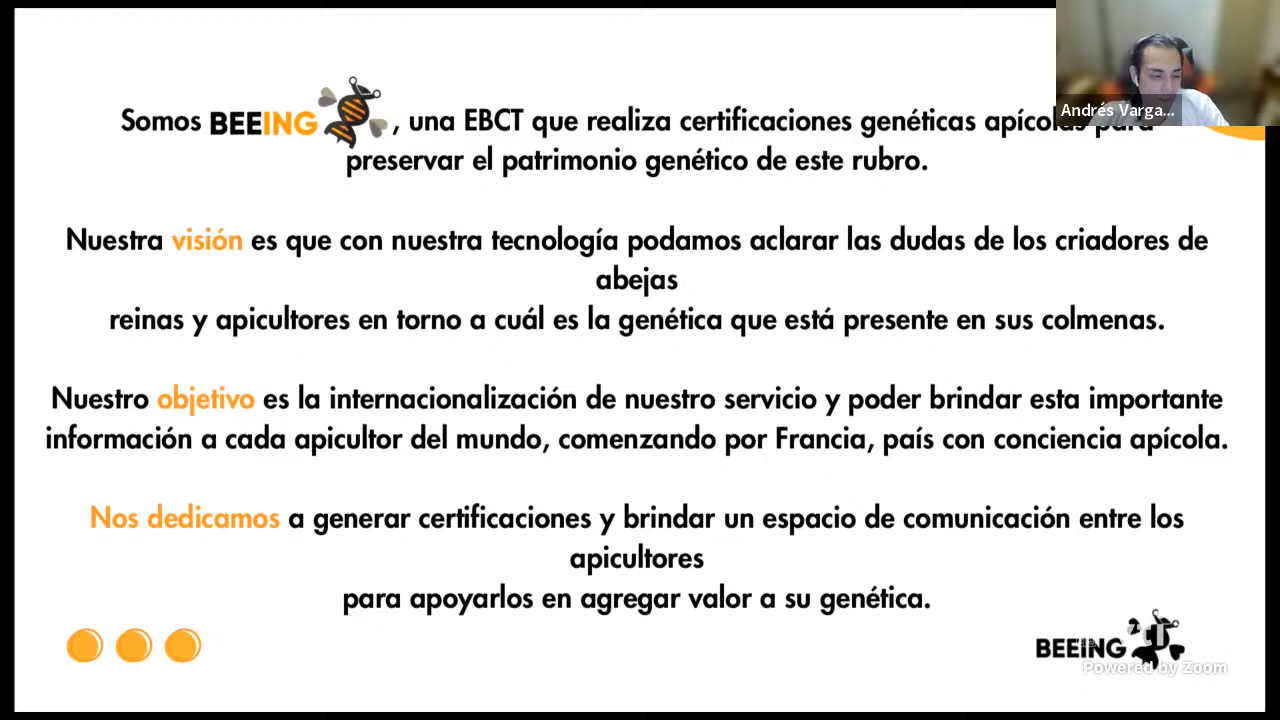 Somos BEEING, una EBCT que realiza certificaciones genéticas apícolas para
preservar el patrimonio genético de este rubro.
Nuestra visión es que con nuestra tecnología podamos aclarar las dudas de los criadores de
abejas
reinas y apicultores en torno a cuál es la genética que está presente en sus colmenas.
Nuestro objetivo es la internacionalización de nuestro servicio y poder brindar esta importante
información a cada apicultor del mundo, comenzando por Francia, país con conciencia apícola.
Nos dedicamos a generar certificaciones y brindar un espacio de comunicación entre los
apicultores
para apoyarlos en agregar valor a su genética.
Andrés Varga...
BEEING
Powered by Zoom